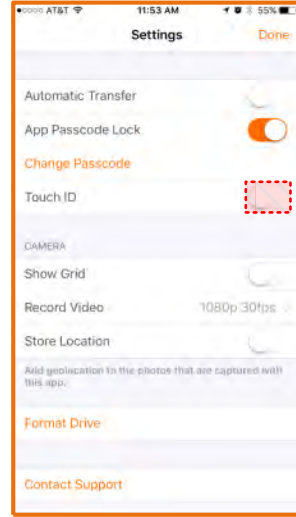 AT&T 11:53 AM 55%
Settings Done
Automatic Transfer
App Passcode Lock
Change Passcode
Touch ID
CAMERA
Show Grid
Record Video 1080p 30fps
Store Location
Add geolocation to the photos that are captured with
this app.
Format Drive
Contact Support